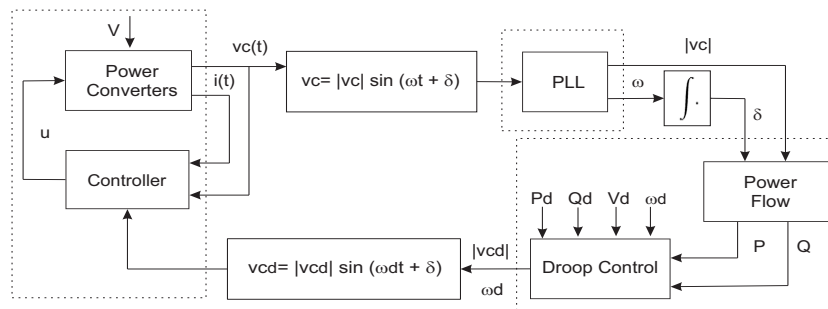 V
vc(t)
|vc|
Power
Converters
i(t)
vc= |vc| sin (ωt + δ)
PLL
ω
∫.
δ
u
Controller
Power
Flow
Pd
Qd
Vd
ωd
P
Q
|vcd|
vcd= |vcd| sin (ωdt + δ)
Droop Control
ωd